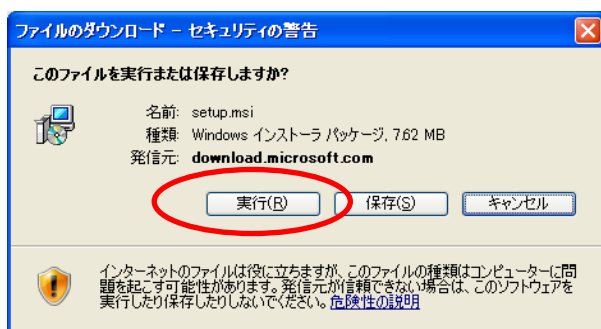 ファイルのダウンロード - セキュリティの警告
このファイルを実行または保存しますか?
名前: setup.msi
種類: Windows インストーラ パッケージ, 7.62 MB
発信元: download.microsoft.com
実行(R) 保存(S) キャンセル
インターネットのファイルは役に立ちますが、このファイルの種類はコンピューターに問
題を起こす可能性があります。発信元が信頼できない場合は、このソフトウェアを
実行したり保存したりしないでください。危険性の説明